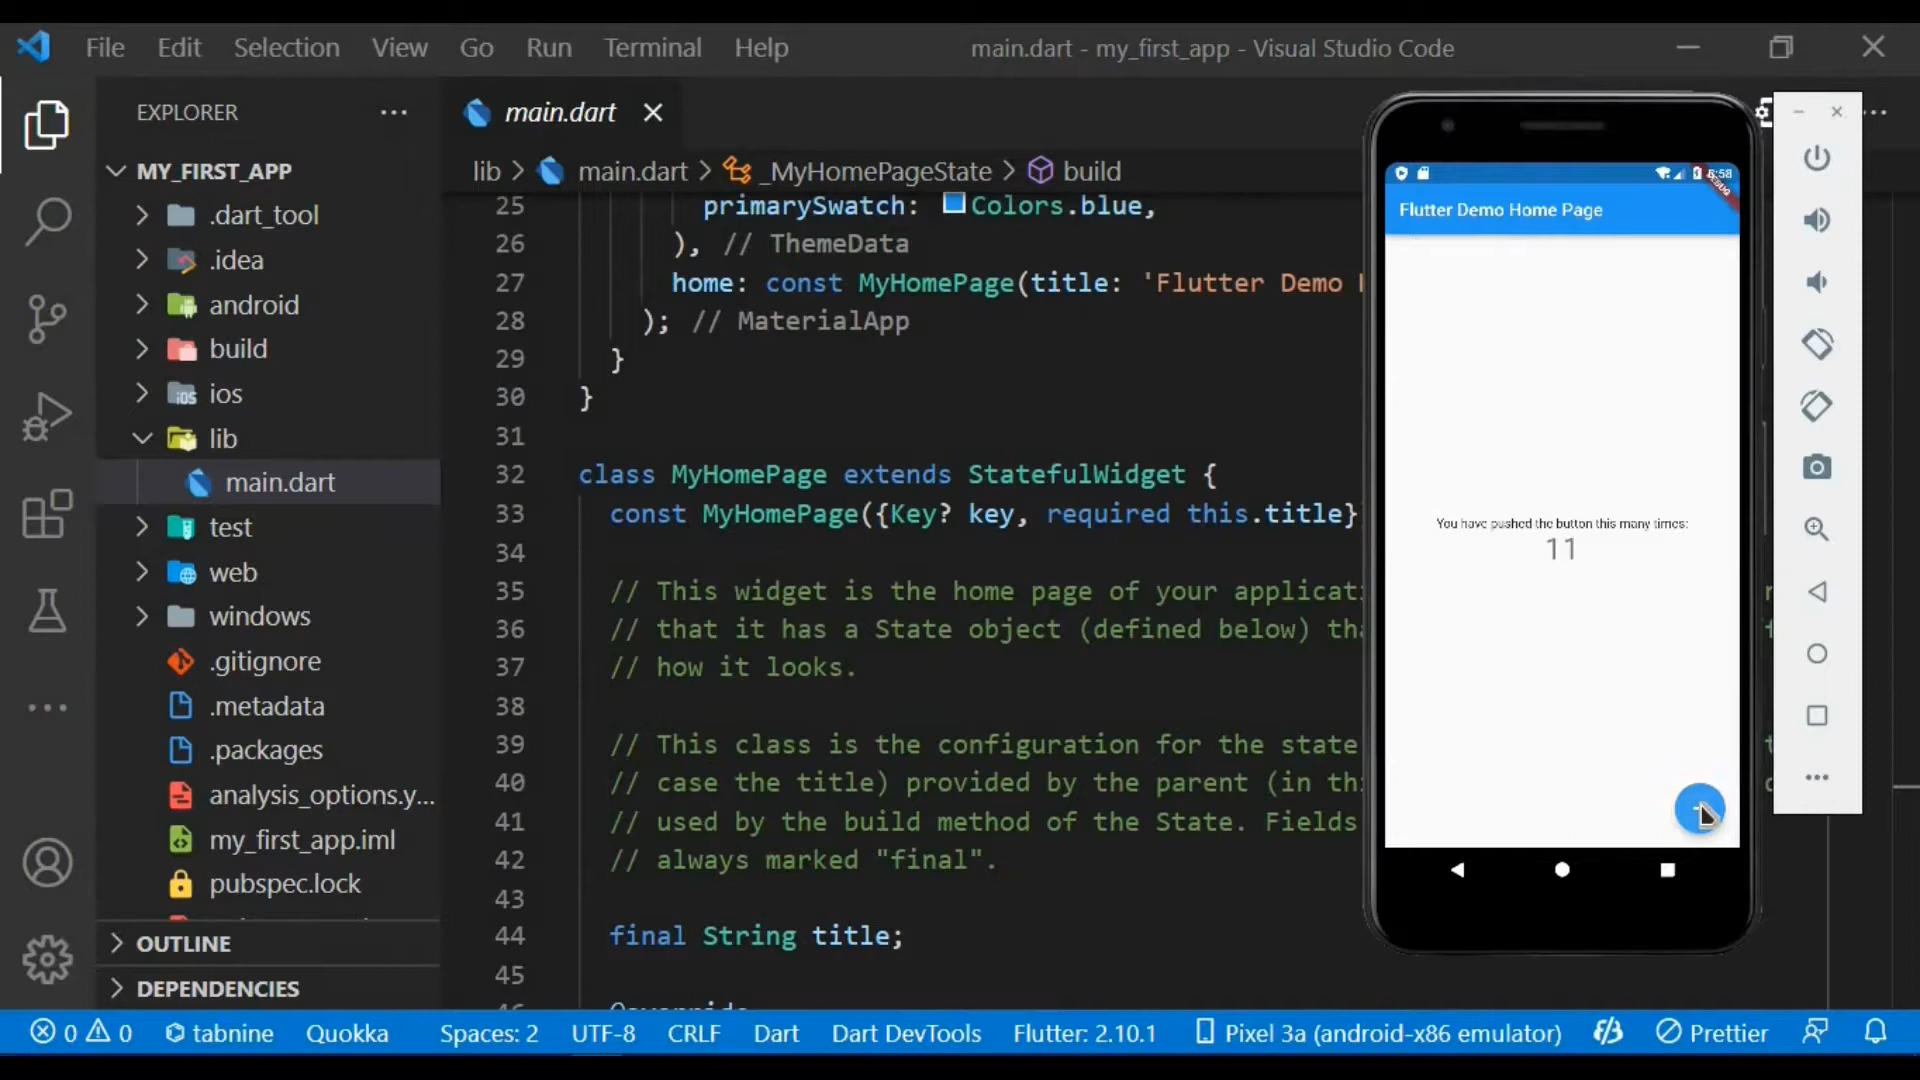 File Edit Selection View Go Run Terminal Help main.dart - my_first_app - Visual Studio Code
EXPLORER
MY_FIRST_APP
.dart_tool
.idea
android
build
ios
lib
main.dart
test
web
windows
.gitignore
.metadata
.packages
analysis_options.y...
my_first_app.iml
pubspec.lock
OUTLINE
DEPENDENCIES
main.dart
lib > main.dart > _MyHomePageState > build
25 primarySwatch: Colors.blue,
26 ), // ThemeData
27 home: const MyHomePage(title: 'Flutter Demo
28 ); // MaterialApp
29 }
30 }
31
32 class MyHomePage extends StatefulWidget {
33 const MyHomePage({Key? key, required this.title}
34
35 // This widget is the home page of your applicati
36 // that it has a State object (defined below) tha
37 // how it looks.
38
39 // This class is the configuration for the state
40 // case the title) provided by the parent (in thi
41 // used by the build method of the State. Fields
42 // always marked "final".
43
44 final String title;
45
5:58
DEBUG
Flutter Demo Home Page
You have pushed the button this many times:
11
0 0 tabnine Quokka Spaces: 2 UTF-8 CRLF Dart Dart DevTools Flutter: 2.10.1 Pixel 3a (android-x86 emulator) Prettier